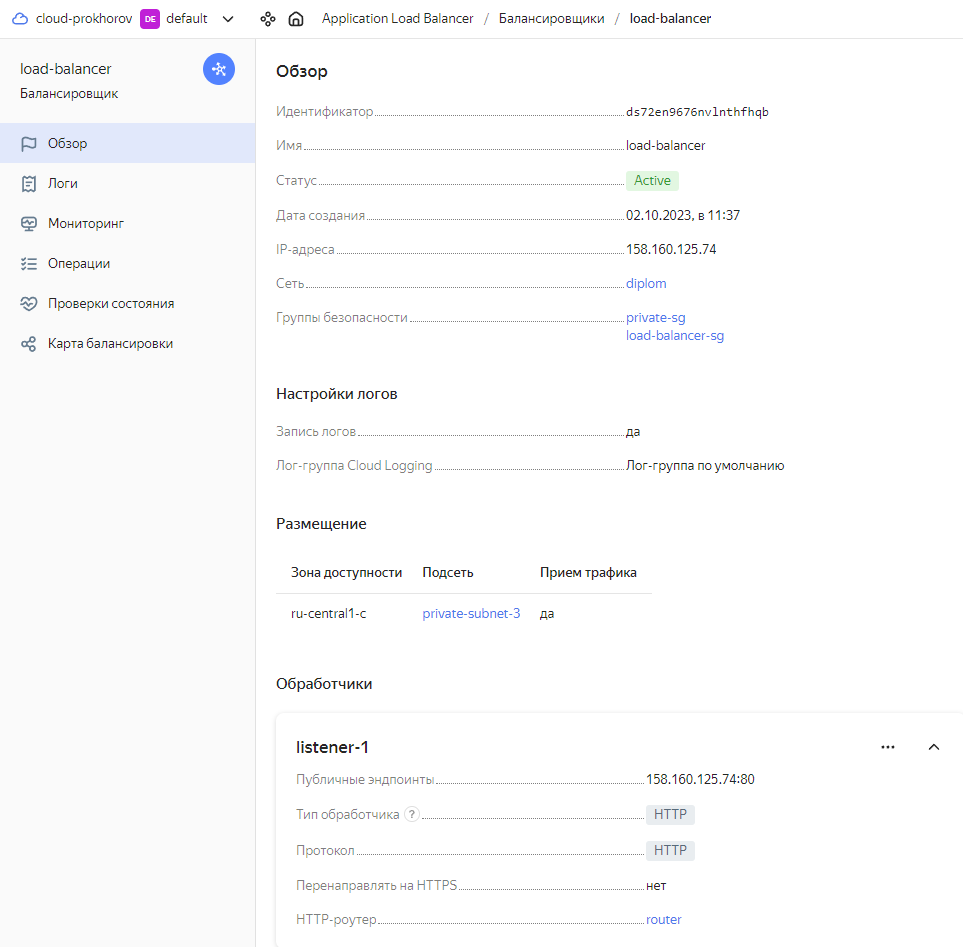 cloud-prokhorov DE default Application Load Balancer / Балансировщики / load-balancer
load-balancer
Балансировщик
Обзор
Логи
Мониторинг
Операции
Проверки состояния
Карта балансировки
Обзор
Идентификатор ds72en9676nvlnthfhqb
Имя load-balancer
Статус Active
Дата создания 02.10.2023, в 11:37
IP-адреса 158.160.125.74
Сеть diplom
Группы безопасности private-sg
load-balancer-sg
Настройки логов
Запись логов да
Лог-группа Cloud Logging Лог-группа по умолчанию
Размещение
Зона доступности Подсеть Прием трафика
ru-central1-c private-subnet-3 да
Обработчики
listener-1
Публичные эндпоинты 158.160.125.74:80
Тип обработчика ? HTTP
Протокол HTTP
Перенаправлять на HTTPS нет
HTTP-роутер router